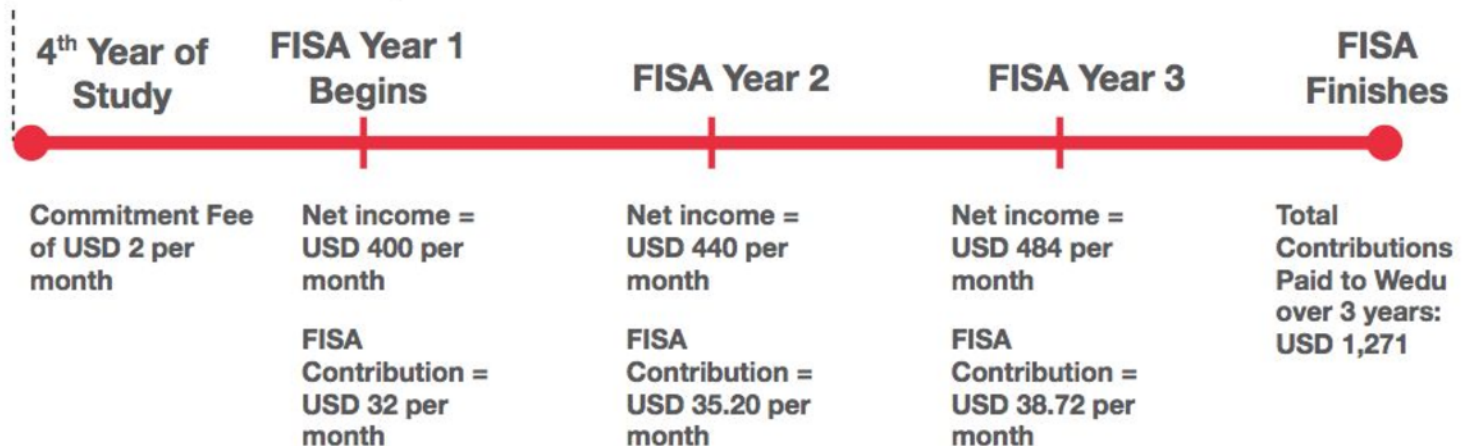 4th Year of
Study
FISA Year 1
Begins
FISA Year 2
FISA Year 3
FISA
Finishes
Commitment Fee
of USD 2 per
month
Net income =
USD 400 per
month
FISA
Contribution =
USD 32 per
month
Net income =
USD 440 per
month
FISA
Contribution =
USD 35.20 per
month
Net income =
USD 484 per
month
FISA
Contribution =
USD 38.72 per
month
Total
Contributions
Paid to Wedu
over 3 years:
USD 1,271